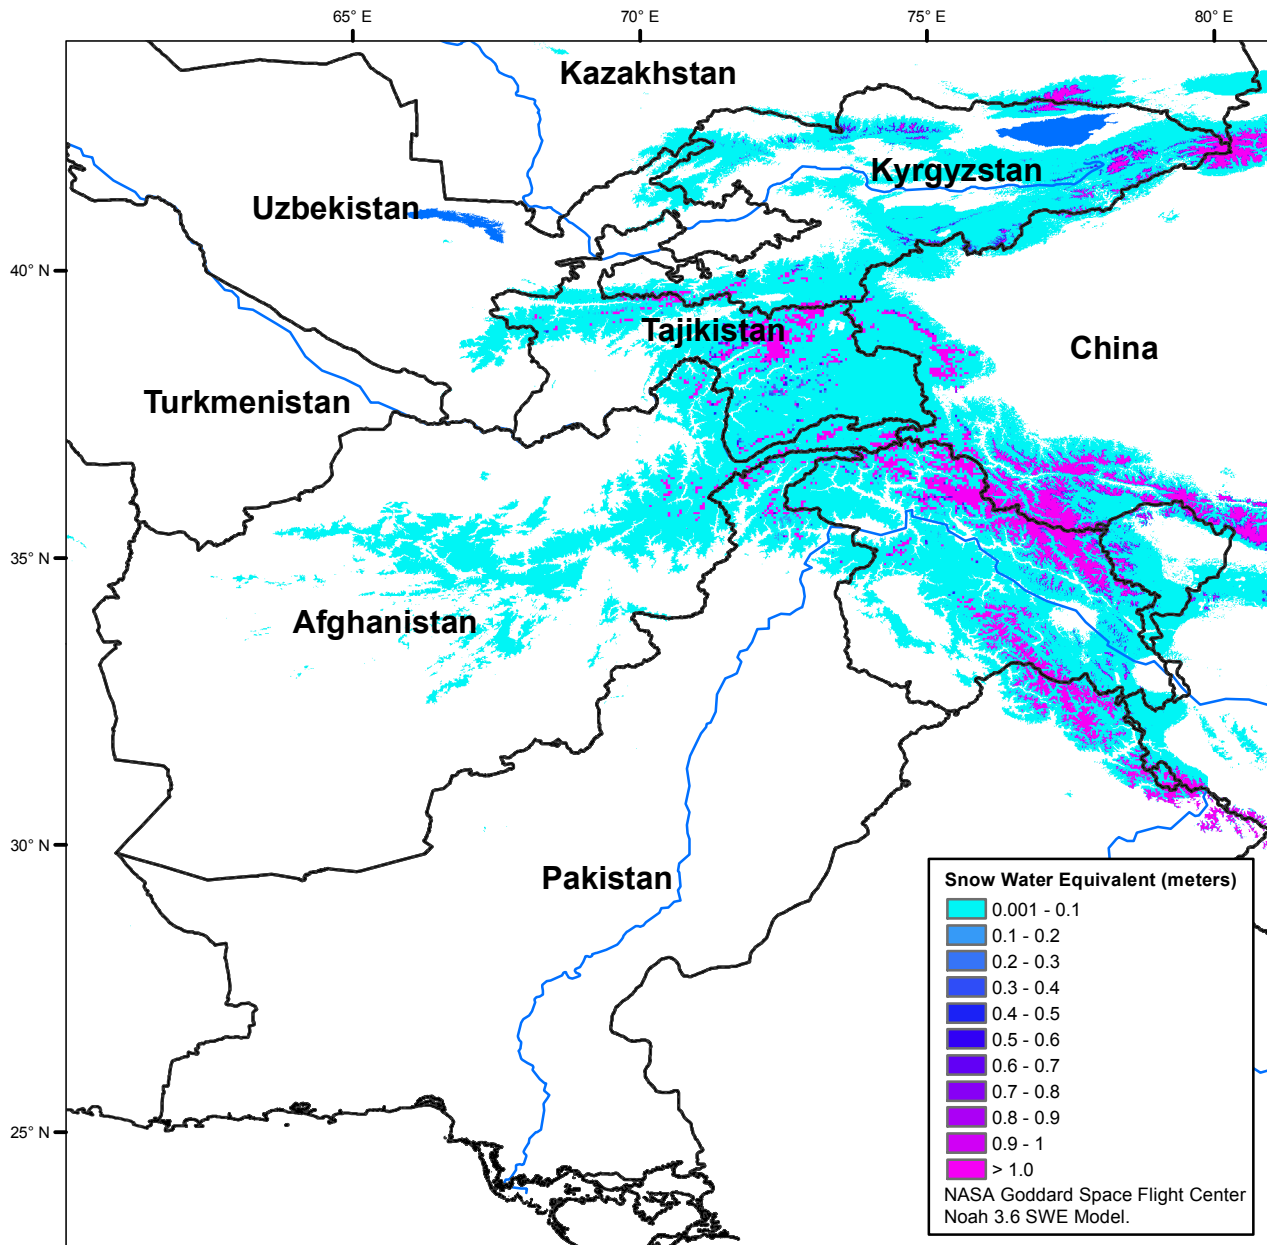 65° E
70° E
75° E
80° E
Kazakhstan
Kyrgyzstan
Uzbekistan
40° N
Tajikistan
China
Turkmenistan
35° N
Afghanistan
30° N
Pakistan
25° N
Snow Water Equivalent (meters)
0.001 - 0.1
0.1 - 0.2
0.2 - 0.3
0.3 - 0.4
0.4 - 0.5
0.5 - 0.6
0.6 - 0.7
0.7 - 0.8
0.8 - 0.9
0.9 - 1
> 1.0
NASA Goddard Space Flight Center
Noah 3.6 SWE Model.